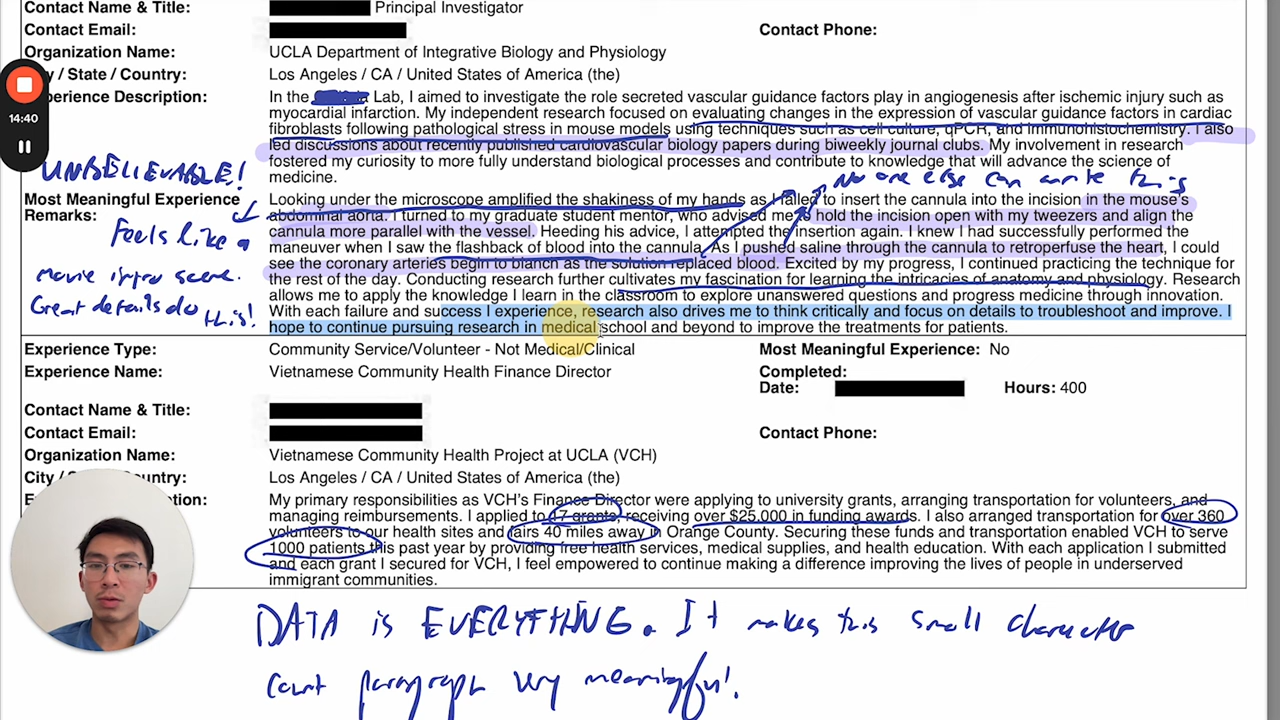 Contact Name & Title: Principal Investigator
Contact Email: Contact Phone:
Organization Name: UCLA Department of Integrative Biology and Physiology
y / State / Country: Los Angeles / CA / United States of America (the)
14:40
perience Description: In the Lab, I aimed to investigate the role secreted vascular guidance factors play in angiogenesis after ischemic injury such as
myocardial infarction. My independent research focused on evaluating changes in the expression of vascular guidance factors in cardiac
fibroblasts following pathological stress in mouse models using techniques such as cell culture, qPCR, and immunohistochemistry. I also
led discussions about recently published cardiovascular biology papers during biweekly journal clubs. My involvement in research
fostered my curiosity to more fully understand biological processes and contribute to knowledge that will advance the science of
medicine.
UNBELIEVABLE!
No one else can write this
Most Meaningful Experience Remarks: Looking under the microscope amplified the shakiness of my hands as I failed to insert the cannula into the incision in the mouse's
abdominal aorta. I turned to my graduate student mentor, who advised me to hold the incision open with my tweezers and align the
cannula more parallel with the vessel. Heeding his advice, I attempted the insertion again. I knew I had successfully performed the
maneuver when I saw the flashback of blood into the cannula. As I pushed saline through the cannula to retroperfuse the heart, I could
see the coronary arteries begin to blanch as the solution replaced blood. Excited by my progress, I continued practicing the technique for
the rest of the day. Conducting research further cultivates my fascination for learning the intricacies of anatomy and physiology. Research
allows me to apply the knowledge I learn in the classroom to explore unanswered questions and progress medicine through innovation.
With each failure and success I experience, research also drives me to think critically and focus on details to troubleshoot and improve. I
hope to continue pursuing research in medical school and beyond to improve the treatments for patients.
Feels like a
movie intro scene.
Great details do this!
Experience Type: Community Service/Volunteer - Not Medical/Clinical Most Meaningful Experience: No
Experience Name: Vietnamese Community Health Finance Director Completed:
Date: Hours: 400
Contact Name & Title:
Contact Email: Contact Phone:
Organization Name: Vietnamese Community Health Project at UCLA (VCH)
City / St Country: Los Angeles / CA / United States of America (the)
E tion: My primary responsibilities as VCH's Finance Director were applying to university grants, arranging transportation for volunteers, and
managing reimbursements. I applied to 17 grants, receiving over $25,000 in funding awards. I also arranged transportation for over 360
volunteers to our health sites and fairs 40 miles away in Orange County. Securing these funds and transportation enabled VCH to serve
1000 patients this past year by providing free health services, medical supplies, and health education. With each application I submitted
and each grant I secured for VCH, I feel empowered to continue making a difference improving the lives of people in underserved
immigrant communities.
DATA is EVERYTHING. It makes this small character
count paragraph very meaningful!